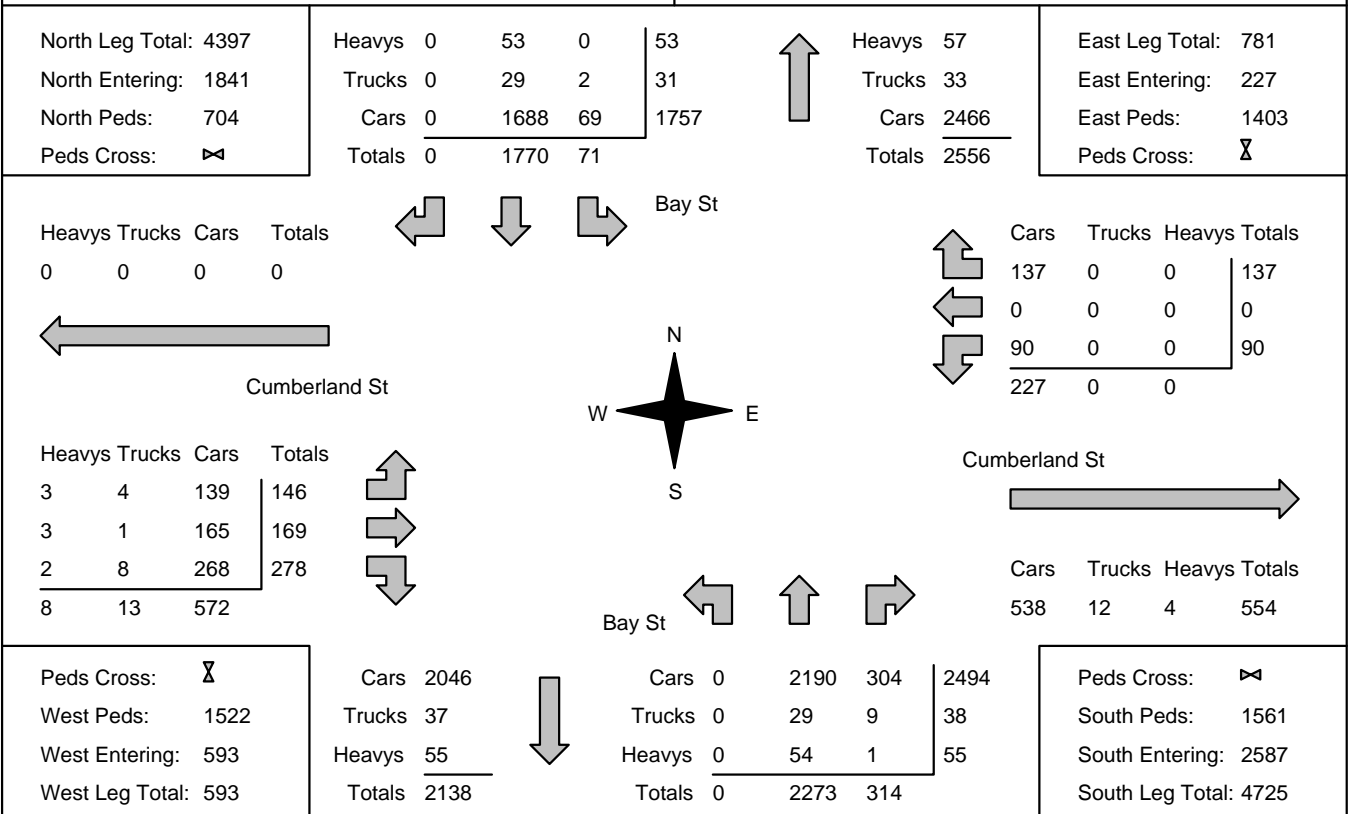 North Leg Total: 4397
North Entering: 1841
North Peds: 704
Peds Cross:
Heavys 0 53 0 53
Trucks 0 29 2 31
Cars 0 1688 69 1757
Totals 0 1770 71
Heavys 57
Trucks 33
Cars 2466
Totals 2556
East Leg Total: 781
East Entering: 227
East Peds: 1403
Peds Cross:
Bay St
Heavys Trucks Cars Totals
0 0 0 0
Cumberland St
Cars Trucks Heavys Totals
137 0 0 137
0 0 0 0
90 0 0 90
227 0 0
N
W E
S
Heavys Trucks Cars Totals
3 4 139 146
3 1 165 169
2 8 268 278
8 13 572
Cumberland St
Cars Trucks Heavys Totals
538 12 4 554
Bay St
Peds Cross:
West Peds: 1522
West Entering: 593
West Leg Total: 593
Cars 2046
Trucks 37
Heavys 55
Totals 2138
Cars 0 2190 304 2494
Trucks 0 29 9 38
Heavys 0 54 1 55
Totals 0 2273 314
Peds Cross:
South Peds: 1561
South Entering: 2587
South Leg Total: 4725